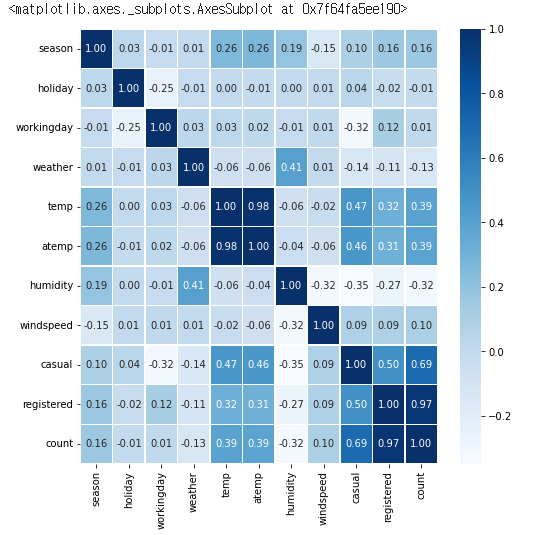 <matplotlib.axes._subplots.AxesSubplot at 0x7f64fa5ee190>
season 1.00 0.03 -0.01 0.01 0.26 0.26 0.19 -0.15 0.10 0.16 0.16
holiday 0.03 1.00 -0.25 -0.01 0.00 -0.01 0.00 0.01 0.04 -0.02 -0.01
workingday -0.01 -0.25 1.00 0.03 0.03 0.02 -0.01 0.01 -0.32 0.12 0.01
weather 0.01 -0.01 0.03 1.00 -0.06 -0.06 0.41 0.01 -0.14 -0.11 -0.13
temp 0.26 0.00 0.03 -0.06 1.00 0.98 -0.06 -0.02 0.47 0.32 0.39
atemp 0.26 -0.01 0.02 -0.06 0.98 1.00 -0.04 -0.06 0.46 0.31 0.39
humidity 0.19 0.00 -0.01 0.41 -0.06 -0.04 1.00 -0.32 -0.35 -0.27 -0.32
windspeed -0.15 0.01 0.01 0.01 -0.02 -0.06 -0.32 1.00 0.09 0.09 0.10
casual 0.10 0.04 -0.32 -0.14 0.47 0.46 -0.35 0.09 1.00 0.50 0.69
registered 0.16 -0.02 0.12 -0.11 0.32 0.31 -0.27 0.09 0.50 1.00 0.97
count 0.16 -0.01 0.01 -0.13 0.39 0.39 -0.32 0.10 0.69 0.97 1.00
season holiday workingday weather temp atemp humidity windspeed casual registered count
1.0
0.8
0.6
0.4
0.2
0.0
−0.2